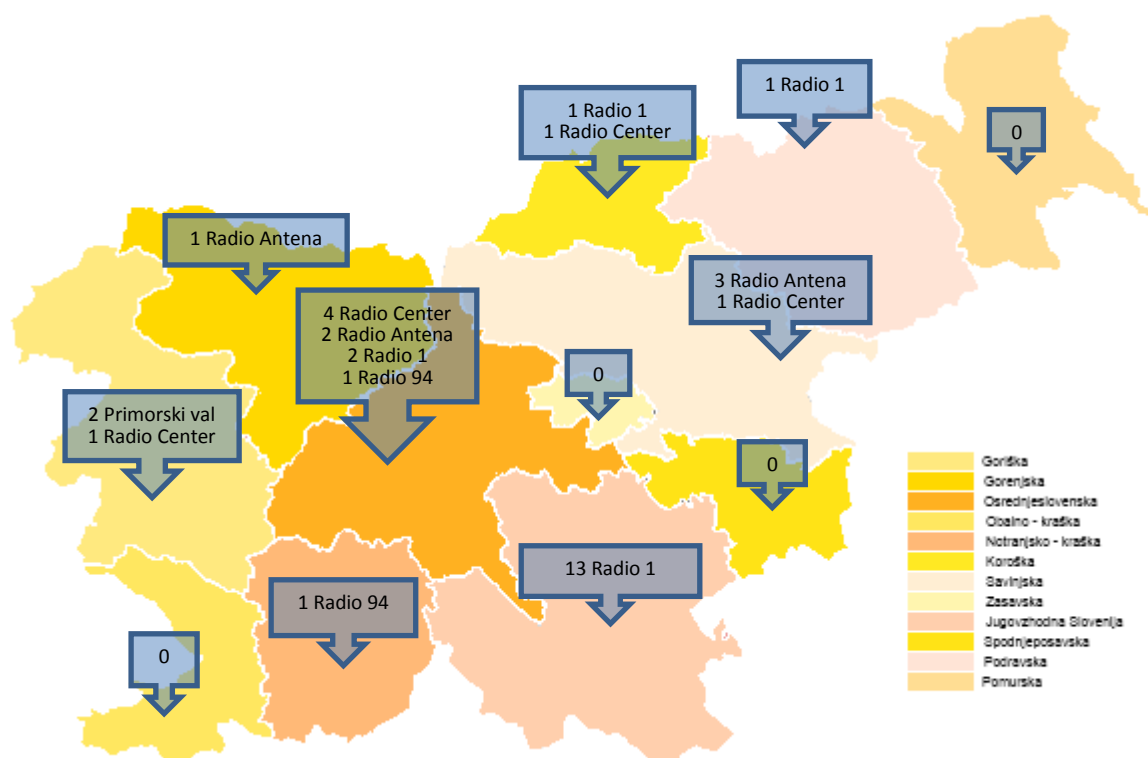 1 Radio 1
1 Radio 1
1 Radio Center
0
1 Radio Antena
3 Radio Antena
1 Radio Center
4 Radio Center
2 Radio Antena
2 Radio 1
1 Radio 94
0
2 Primorski val
1 Radio Center
0
13 Radio 1
1 Radio 94
0
Goriška
Gorenjska
Osrednjeslovenska
Obalno - kraška
Notranjsko - kraška
Koroška
Savinjska
Zasavska
Jugovzhodna Slovenija
Spodnjeposavska
Podravska
Pomurska